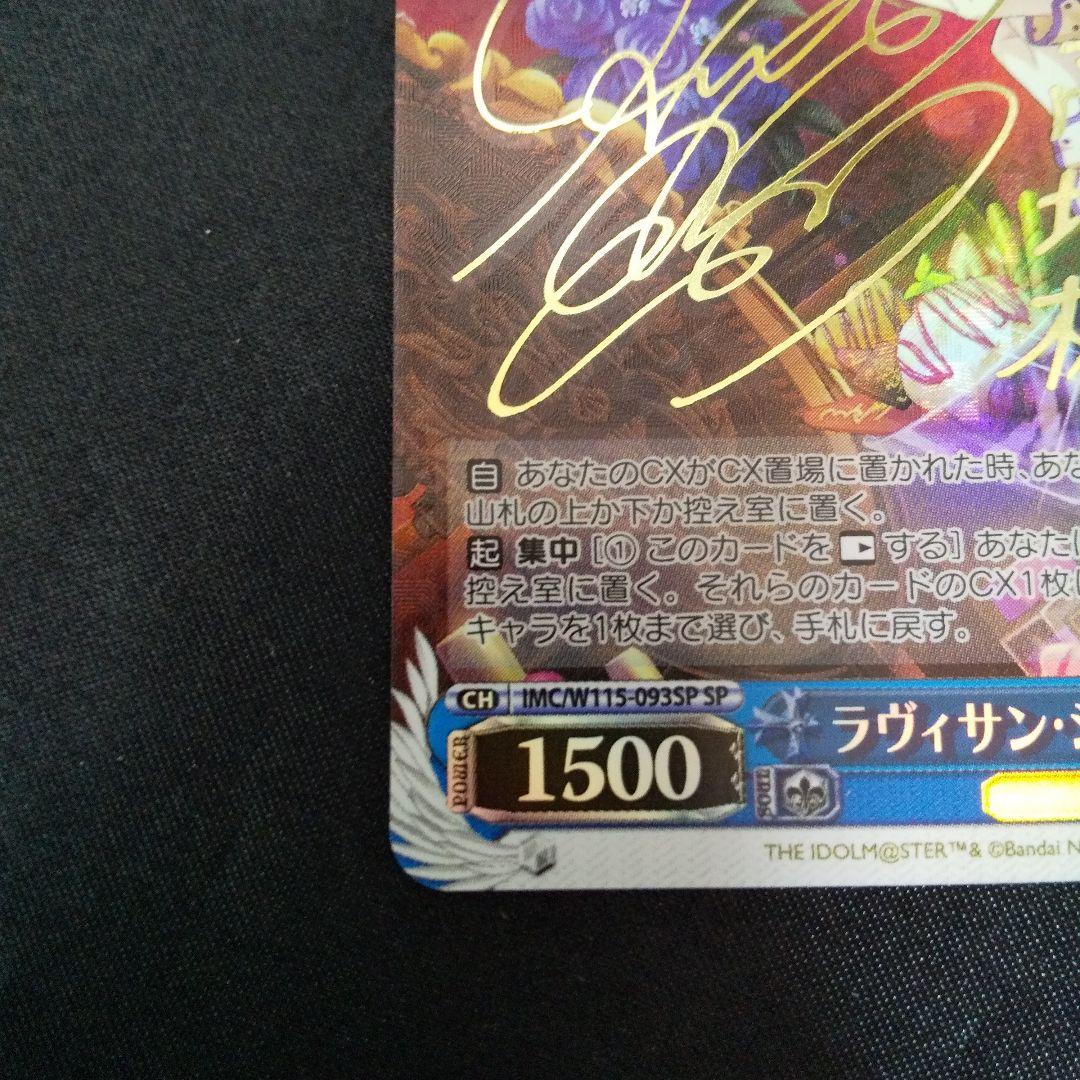 自 あなたのCXがCX置場に置かれた時、あな
山札の上か下か控え室に置く。
起 集中 [① このカードを する] あなたは
控え室に置く。それらのカードのCX1枚に
キャラを1枚まで選び、手札に戻す。
CH IMC/W115-093SP SP
ラヴィサン・
POWER 1500
SOUL
THE IDOLM@STER™& ©Bandai N